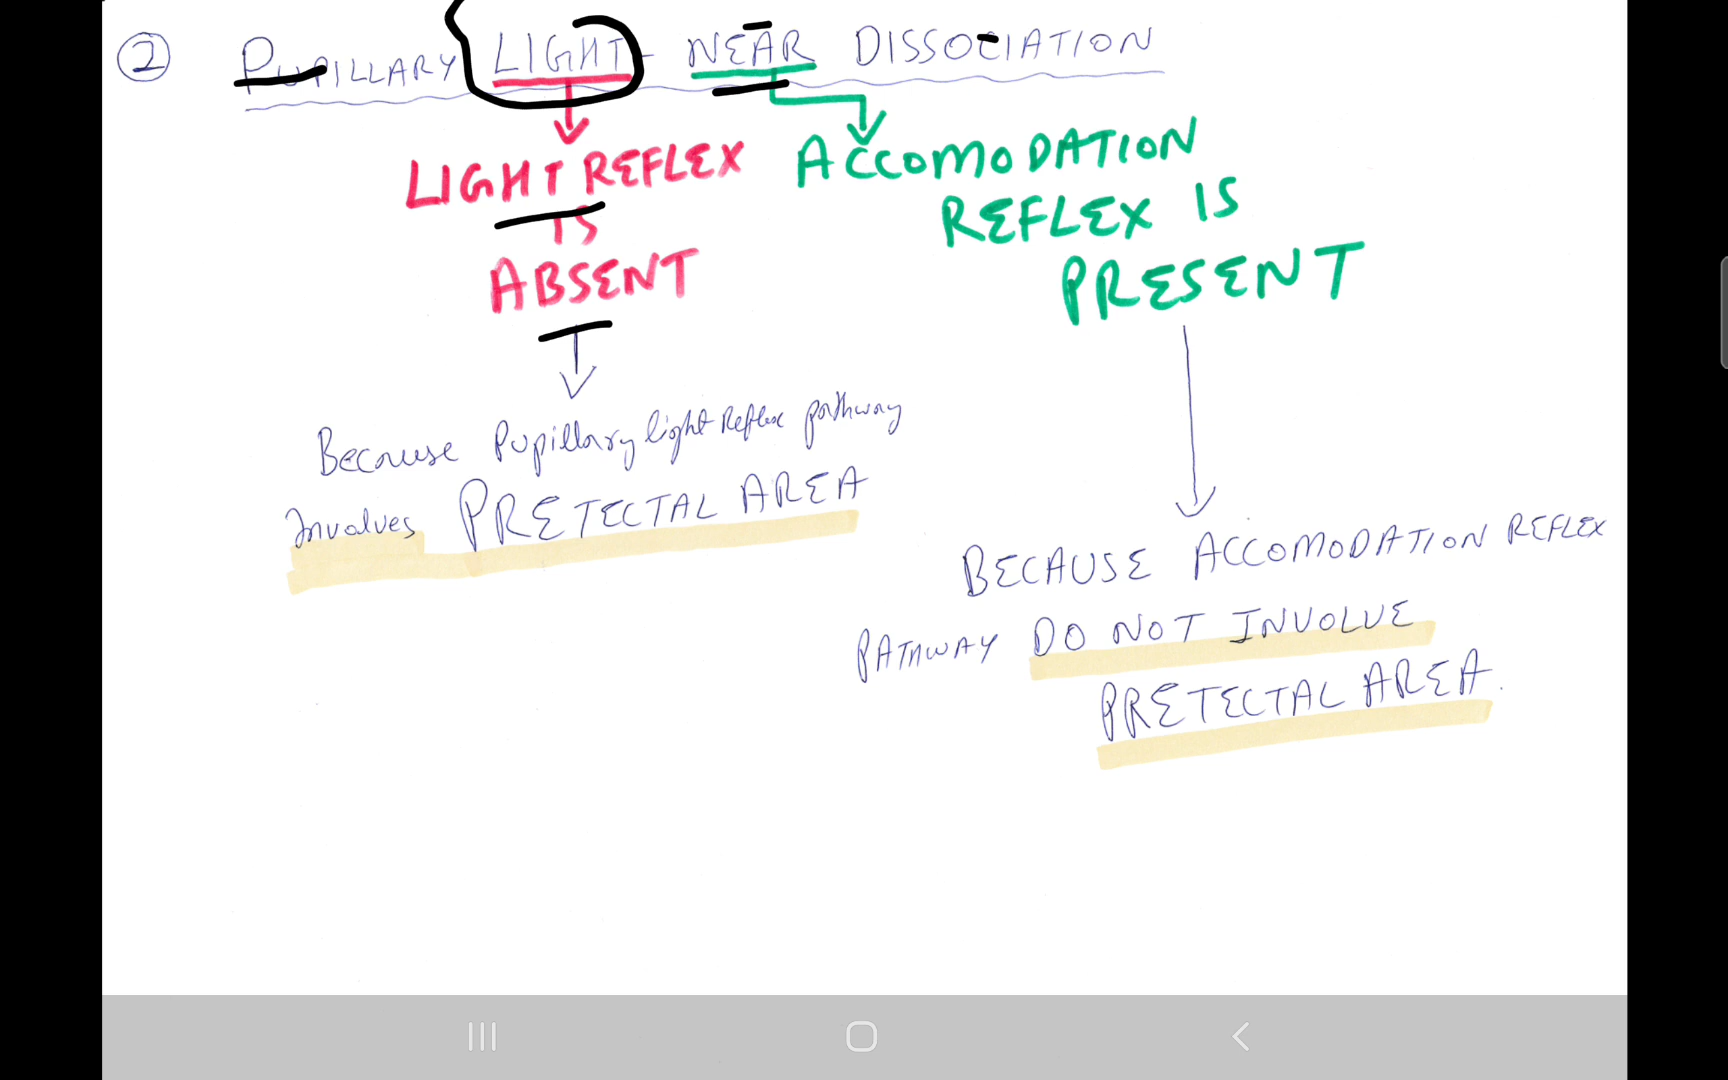 2 PUPILLARY LIGHT - NEAR DISSOCIATION
LIGHT REFLEX
IS
ABSENT
ACCOMODATION
REFLEX IS
PRESENT
Because Pupillary light Reflex pathway
Involves PRETECTAL AREA
BECAUSE ACCOMODATION REFLEX
PATHWAY DO NOT INVOLVE
PRETECTAL AREA.